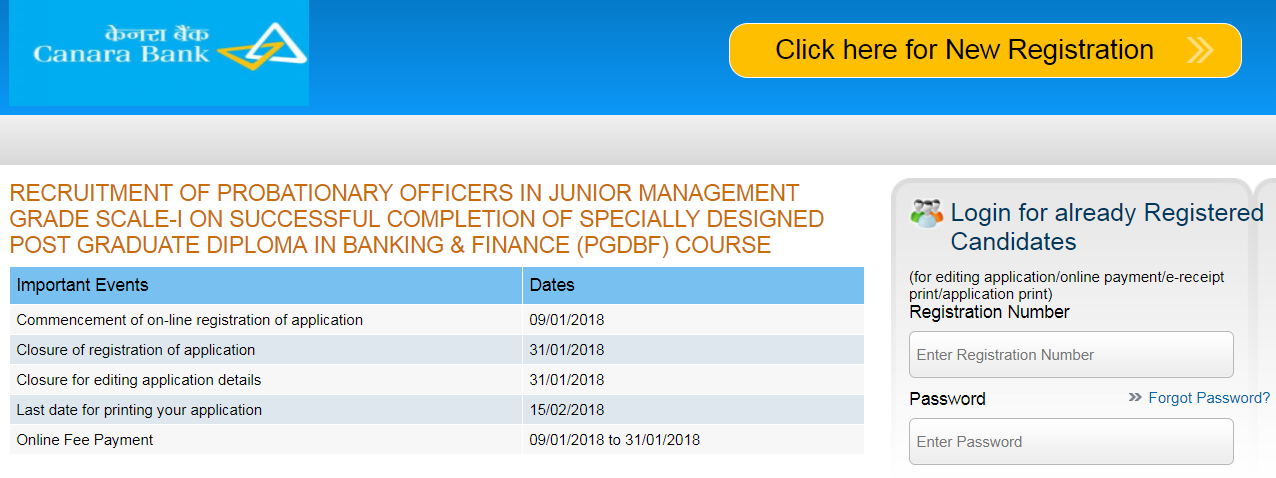 केनरा बैंक
Canara Bank
Click here for New Registration
RECRUITMENT OF PROBATIONARY OFFICERS IN JUNIOR MANAGEMENT
GRADE SCALE-I ON SUCCESSFUL COMPLETION OF SPECIALLY DESIGNED
POST GRADUATE DIPLOMA IN BANKING & FINANCE (PGDBF) COURSE
Important Events Dates
Commencement of on-line registration of application 09/01/2018
Closure of registration of application 31/01/2018
Closure for editing application details 31/01/2018
Last date for printing your application 15/02/2018
Online Fee Payment 09/01/2018 to 31/01/2018
Login for already Registered
Candidates
(for editing application/online payment/e-receipt
print/application print)
Registration Number
Enter Registration Number
Password Forgot Password?
Enter Password